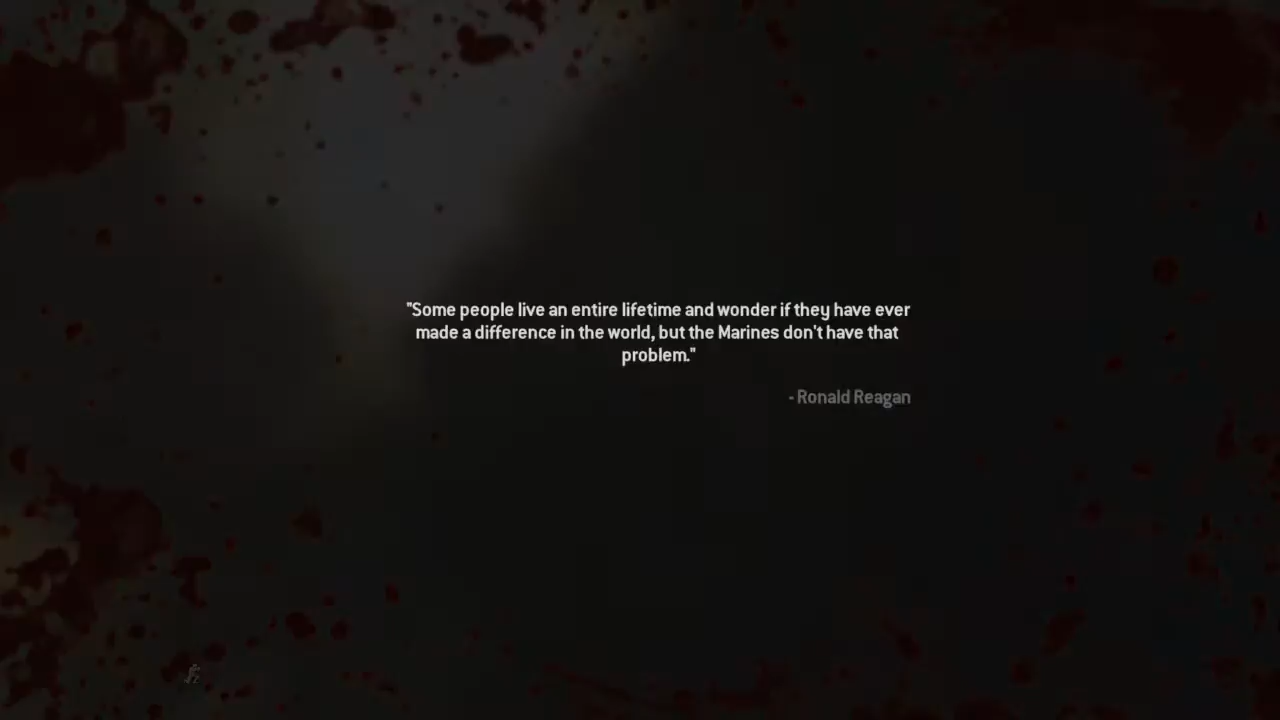 "Some people live an entire lifetime and wonder if they have ever
made a difference in the world, but the Marines don't have that
problem."
- Ronald Reagan